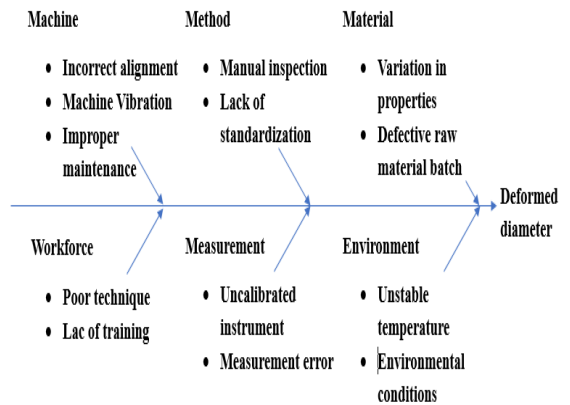 Machine
• Incorrect alignment
• Machine Vibration
• Improper
maintenance
Method
• Manual inspection
• Lack of
standardization
Material
• Variation in
properties
• Defective raw
material batch
Deformed
diameter
Workforce
• Poor technique
• Lac of training
Measurement
• Uncalibrated
instrument
• Measurement error
Environment
• Unstable
temperature
• Environmental
conditions